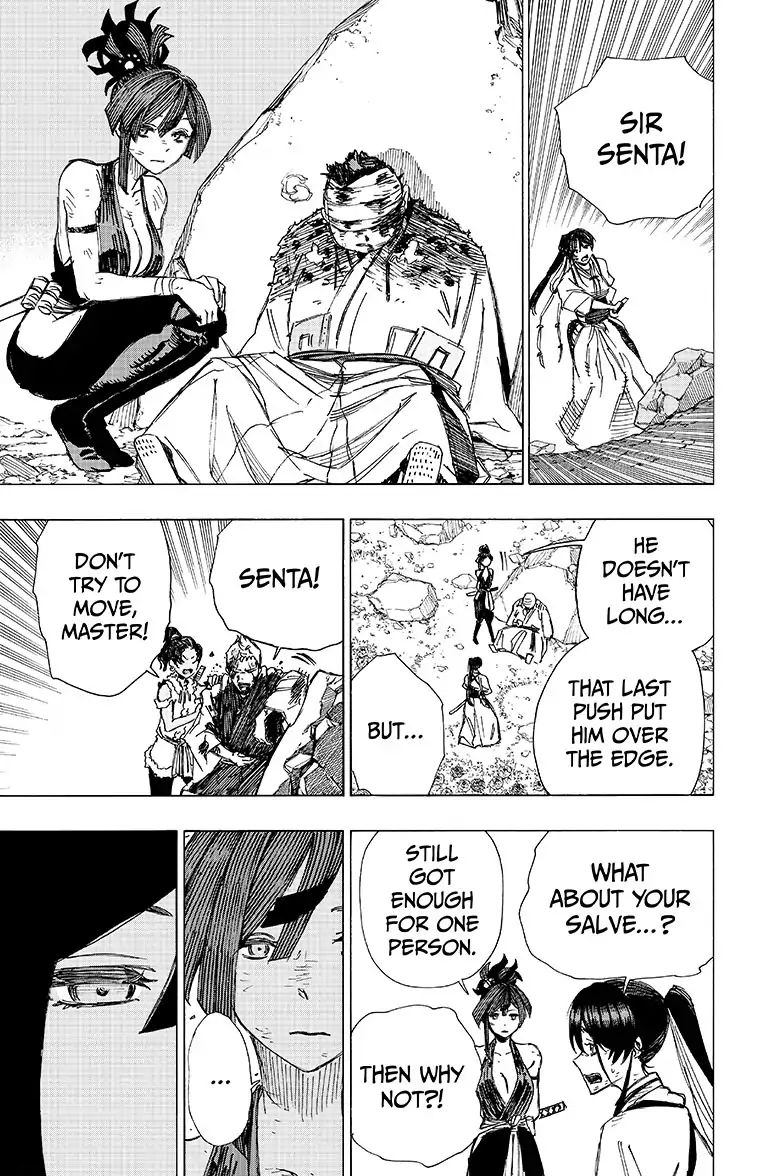 SIR
SENTA!
HE
DOESN'T
HAVE
LONG...
THAT LAST
PUSH PUT
HIM OVER
THE EDGE.
BUT...
SENTA!
DON'T
TRY TO
MOVE,
MASTER!
WHAT
ABOUT YOUR
SALVE...?
STILL
GOT
ENOUGH
FOR ONE
PERSON.
THEN WHY
NOT?!
...